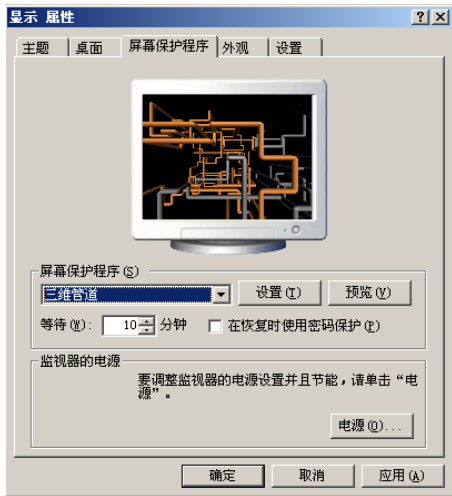 显示 属性
主题 桌面 屏幕保护程序 外观 设置
屏幕保护程序(S)
三维管道 设置(T) 预览(V)
等待(W): 10 分钟 在恢复时使用密码保护(P)
监视器的电源
要调整监视器的电源设置并且节能，请单击“电
源”。
电源(O)...
确定 取消 应用(A)